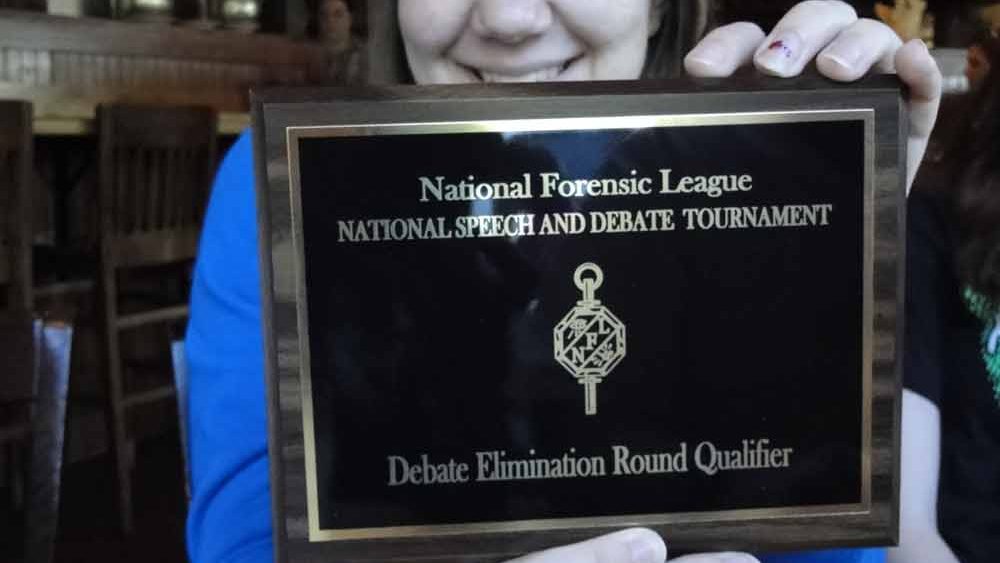 National Forensic League
NATIONAL SPEECH AND DEBATE TOURNAMENT
N F L
Debate Elimination Round Qualifier